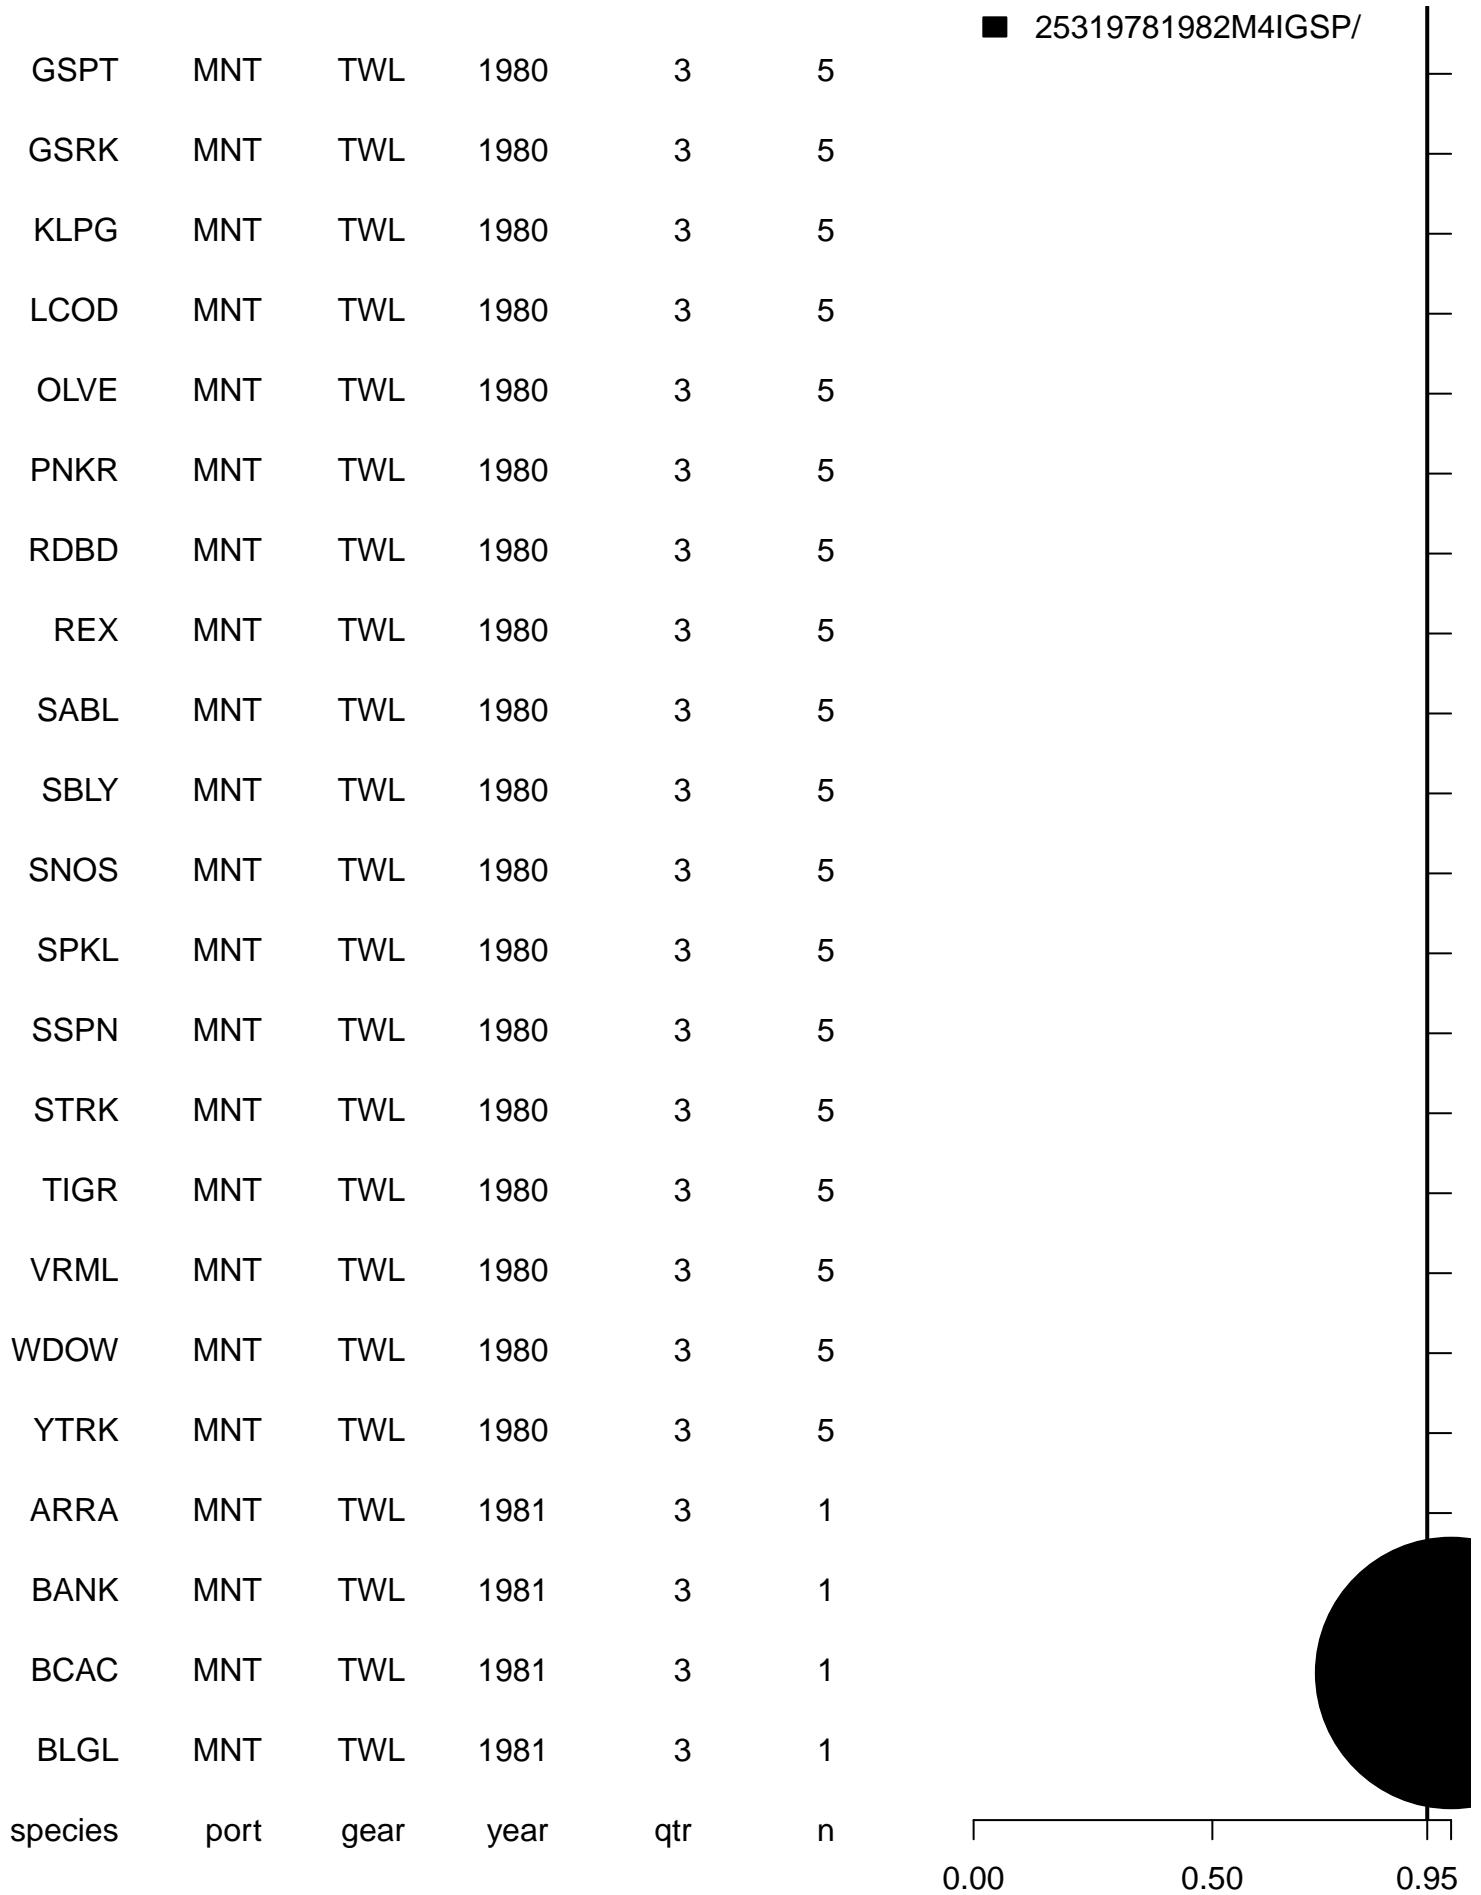 25319781982M4IGSP/
GSPT MNT TWL 1980 3 5
GSRK MNT TWL 1980 3 5
KLPG MNT TWL 1980 3 5
LCOD MNT TWL 1980 3 5
OLVE MNT TWL 1980 3 5
PNKR MNT TWL 1980 3 5
RDBD MNT TWL 1980 3 5
REX MNT TWL 1980 3 5
SABL MNT TWL 1980 3 5
SBLY MNT TWL 1980 3 5
SNOS MNT TWL 1980 3 5
SPKL MNT TWL 1980 3 5
SSPN MNT TWL 1980 3 5
STRK MNT TWL 1980 3 5
TIGR MNT TWL 1980 3 5
VRML MNT TWL 1980 3 5
WDOW MNT TWL 1980 3 5
YTRK MNT TWL 1980 3 5
ARRA MNT TWL 1981 3 1
BANK MNT TWL 1981 3 1
BCAC MNT TWL 1981 3 1
BLGL MNT TWL 1981 3 1
species port gear year qtr n
0.00 0.50 0.95